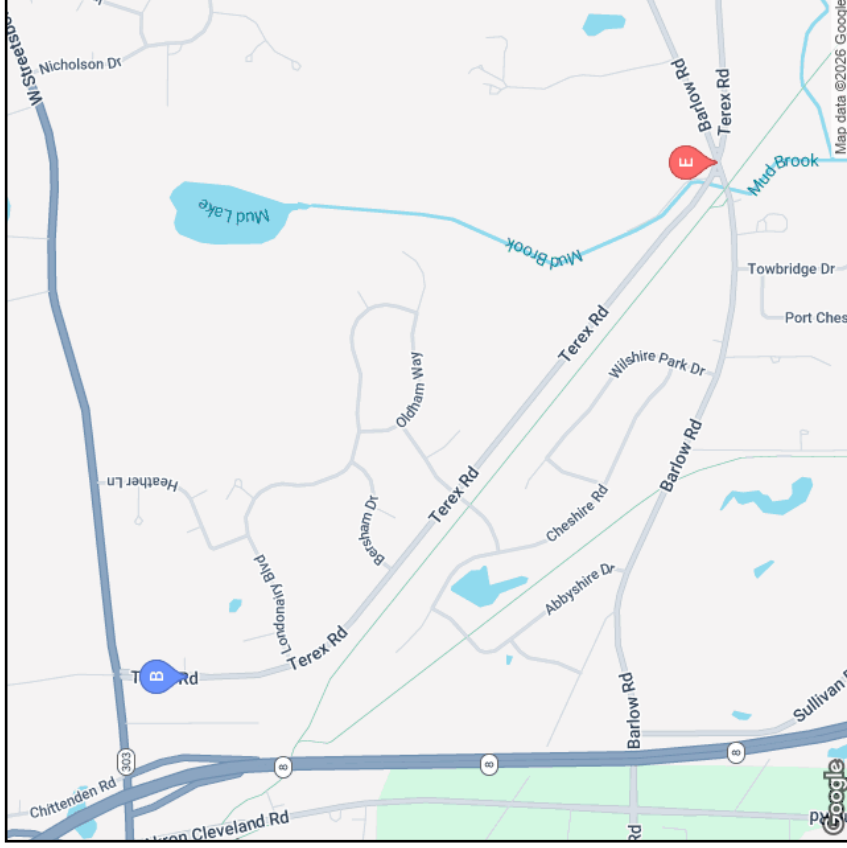 W Streetsbo
Nicholson Dr
Barlow Rd
Terex Rd
E
Mud Brook
Mud Lake
Mud Brook
Towbridge Dr
Port Ches
Terex Rd
Wilshire Park Dr
Oldham Way
Barlow Rd
Heather Ln
Terex Rd
Bersham Dr
Cheshire Rd
Londonairy Blvd
Abbyshire Dr
Terex Rd
B
T Rd
Barlow Rd
Sullivan
303
8
8
8
Chittenden Rd
kron Cleveland Rd
Rd
Rd
Google
Map data ©2026 Google